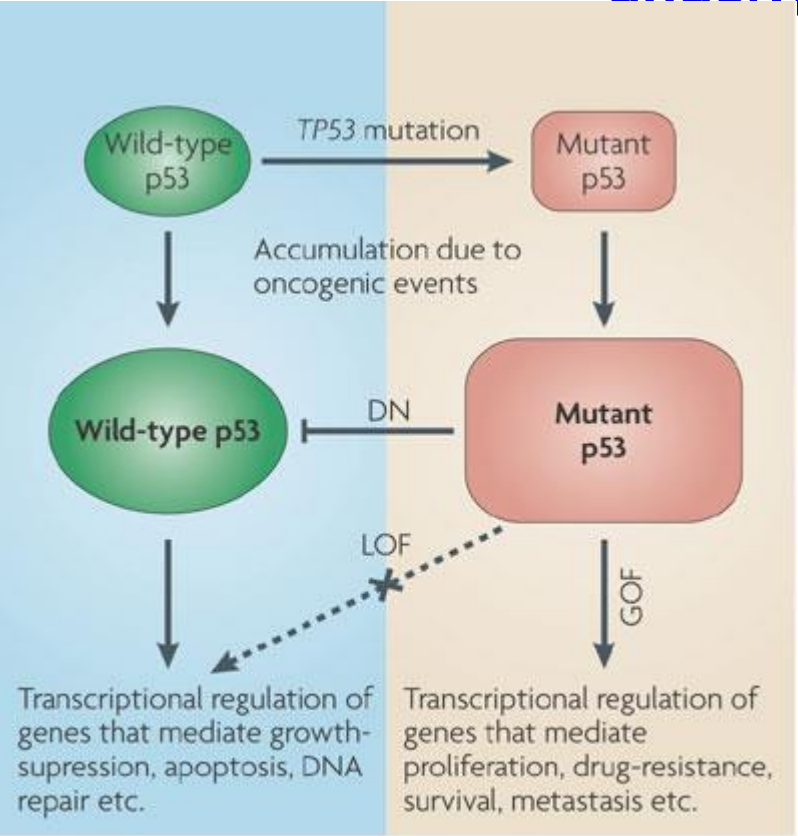 Wild-type
p53
TP53 mutation
Mutant
p53
Accumulation due to
oncogenic events
Wild-type p53
DN
Mutant
p53
LOF
GOF
Transcriptional regulation of
genes that mediate growth-
supression, apoptosis, DNA
repair etc.
Transcriptional regulation of
genes that mediate
proliferation, drug-resistance,
survival, metastasis etc.